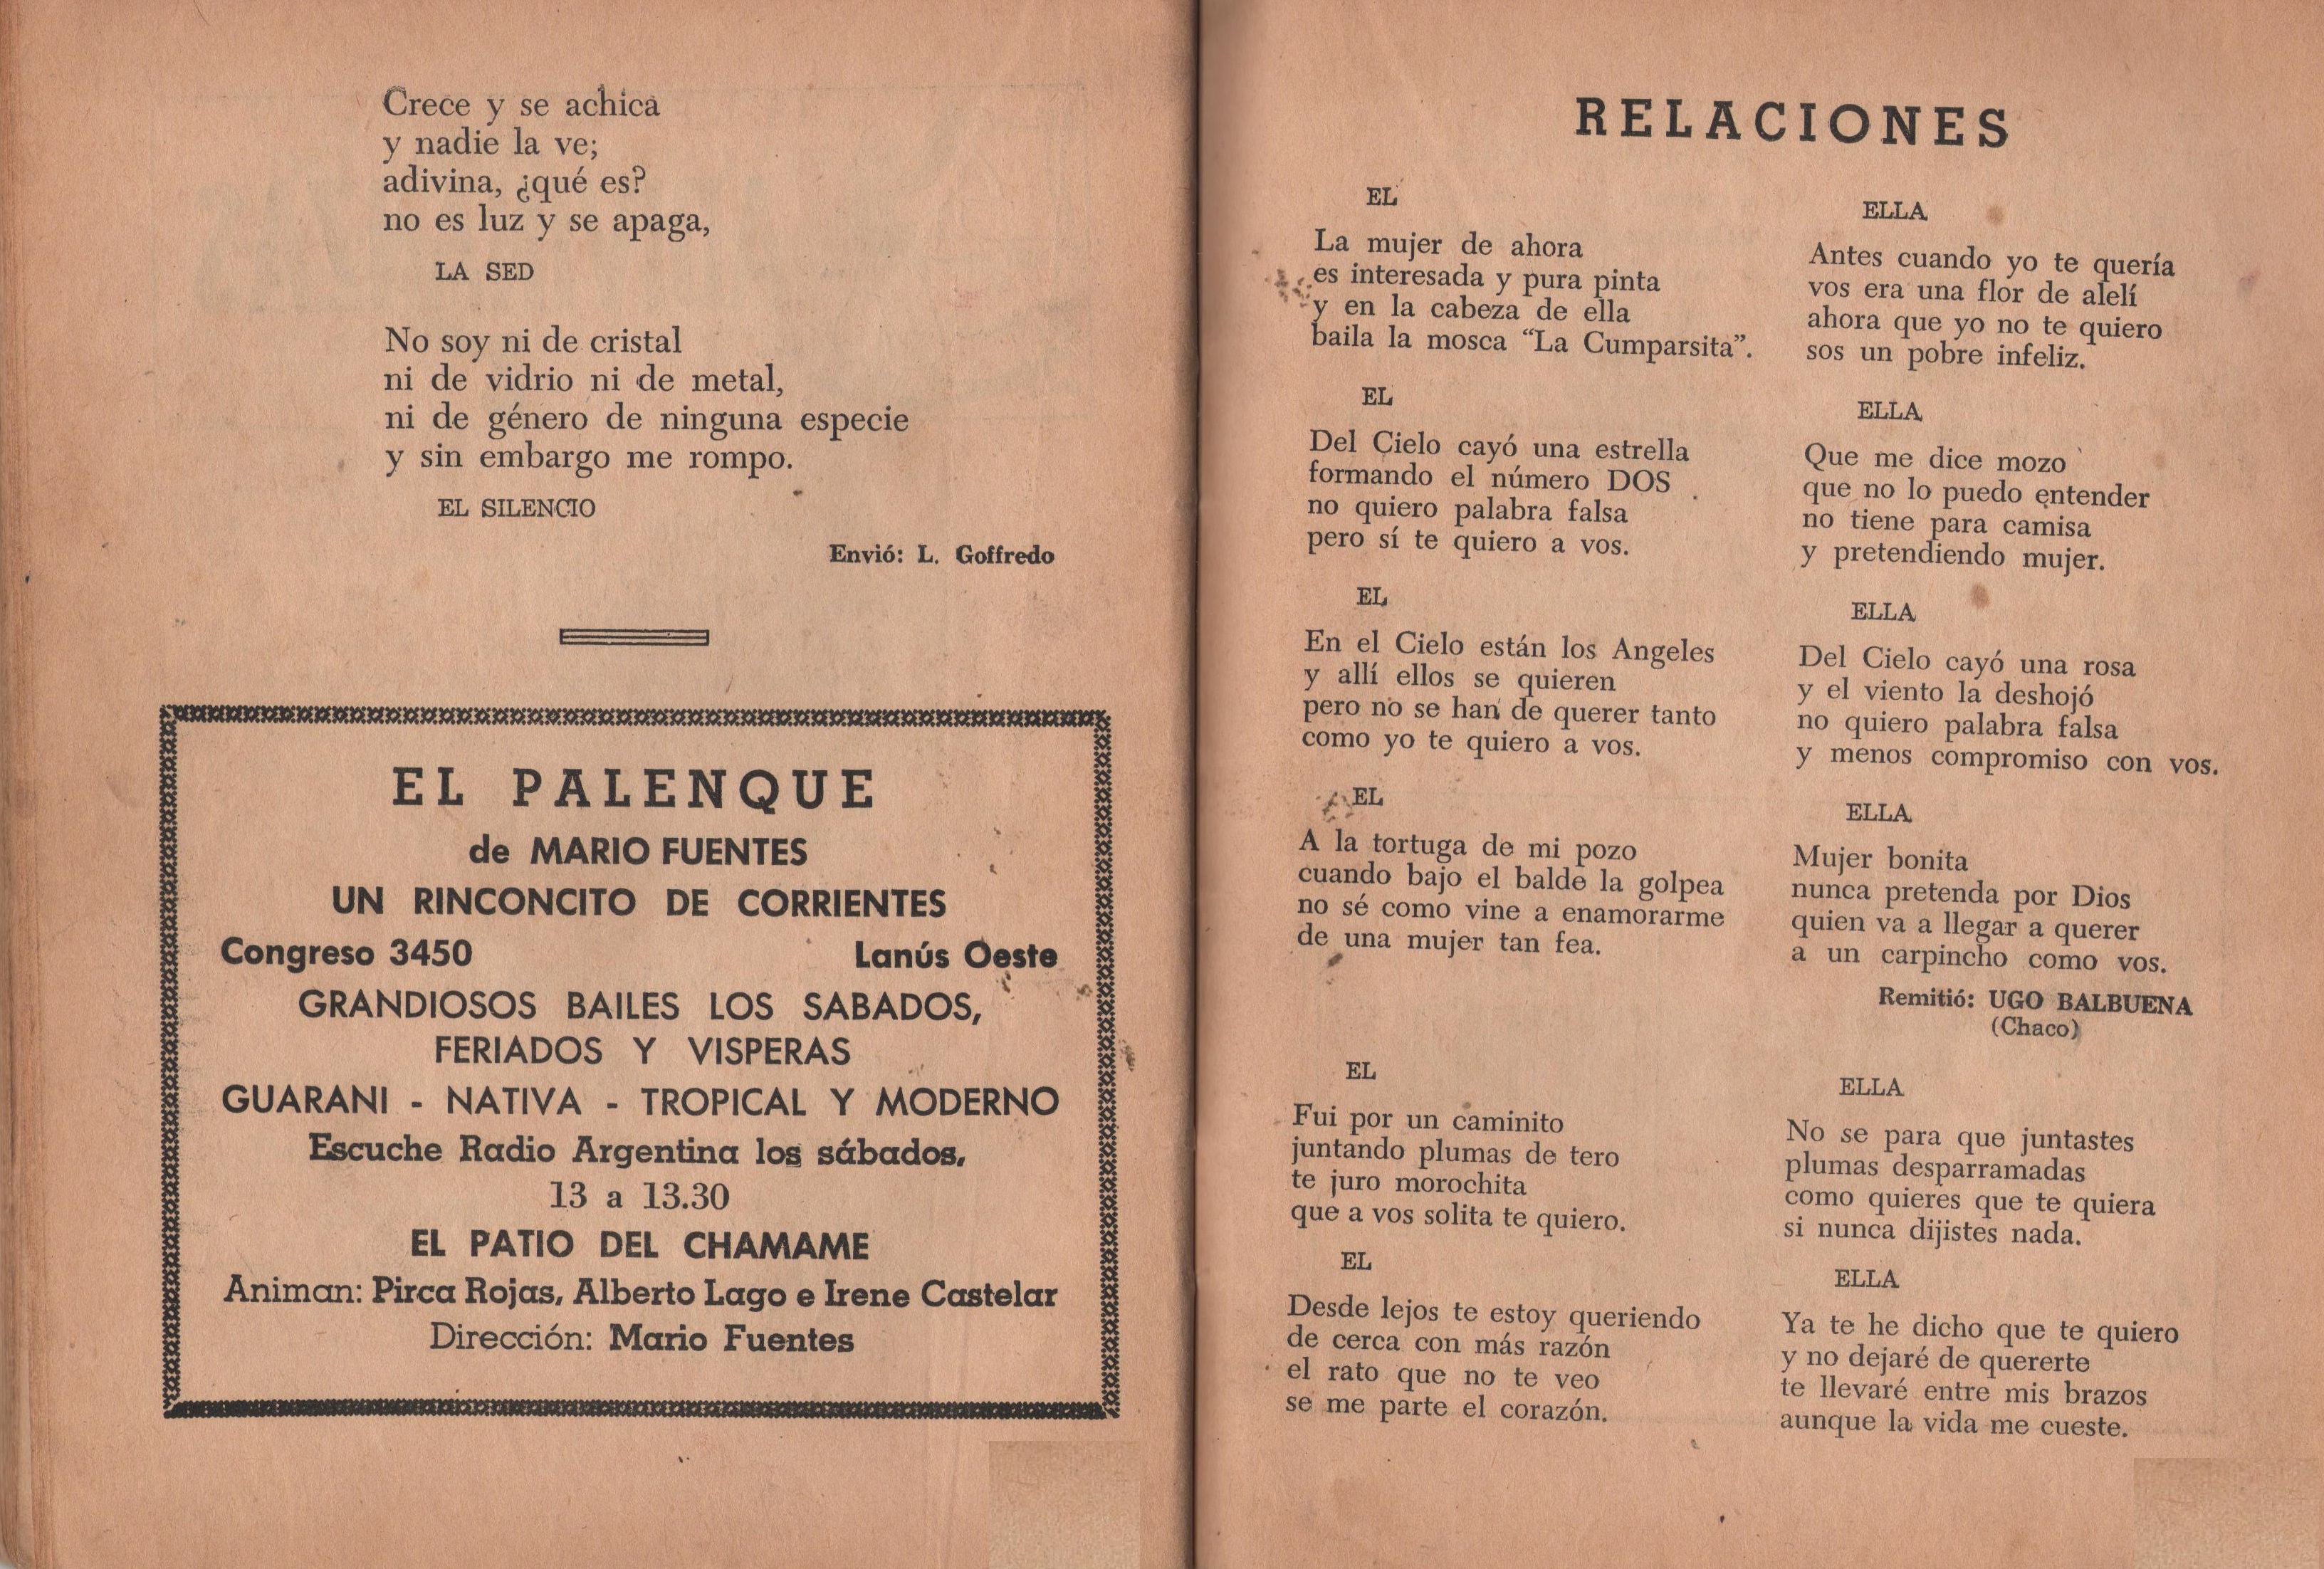 Crece y se achica
y nadie la ve;
adivina, ¿qué es?
no es luz y se apaga,
LA SED
No soy ni de cristal
ni de vidrio ni de metal,
ni de género de ninguna especie
y sin embargo me rompo.
EL SILENCIO
Envió: L. Goffredo
EL PALENQUE
de MARIO FUENTES
UN RINCONCITO DE CORRIENTES
Congreso 3450 Lanús Oeste
GRANDIOSOS BAILES LOS SABADOS,
FERIADOS Y VISPERAS
GUARANI - NATIVA - TROPICAL Y MODERNO
Escuche Radio Argentina los sábados,
13 a 13.30
EL PATIO DEL CHAMAME
Animan: Pirca Rojas, Alberto Lago e Irene Castelar
Dirección: Mario Fuentes
RELACIONES
EL
La mujer de ahora
es interesada y pura pinta
y en la cabeza de ella
baila la mosca “La Cumparsita”.
ELLA
Antes cuando yo te quería
vos era una flor de alelí
ahora que yo no te quiero
sos un pobre infeliz.
EL
Del Cielo cayó una estrella
formando el número DOS
no quiero palabra falsa
pero sí te quiero a vos.
ELLA
Que me dice mozo
que no lo puedo entender
no tiene para camisa
y pretendiendo mujer.
EL
En el Cielo están los Angeles
y allí ellos se quieren
pero no se han de querer tanto
como yo te quiero a vos.
ELLA
Del Cielo cayó una rosa
y el viento la deshojó
no quiero palabra falsa
y menos compromiso con vos.
EL
A la tortuga de mi pozo
cuando bajo el balde la golpea
no sé como vine a enamorarme
de una mujer tan fea.
ELLA
Mujer bonita
nunca pretenda por Dios
quien va a llegar a querer
a un carpincho como vos.
Remitió: UGO BALBUENA
(Chaco)
EL
Fui por un caminito
juntando plumas de tero
te juro morochita
que a vos solita te quiero.
ELLA
No se para que juntastes
plumas desparramadas
como quieres que te quiera
si nunca dijistes nada.
EL
Desde lejos te estoy queriendo
de cerca con más razón
el rato que no te veo
se me parte el corazón.
ELLA
Ya te he dicho que te quiero
y no dejaré de quererte
te llevaré entre mis brazos
aunque la vida me cueste.